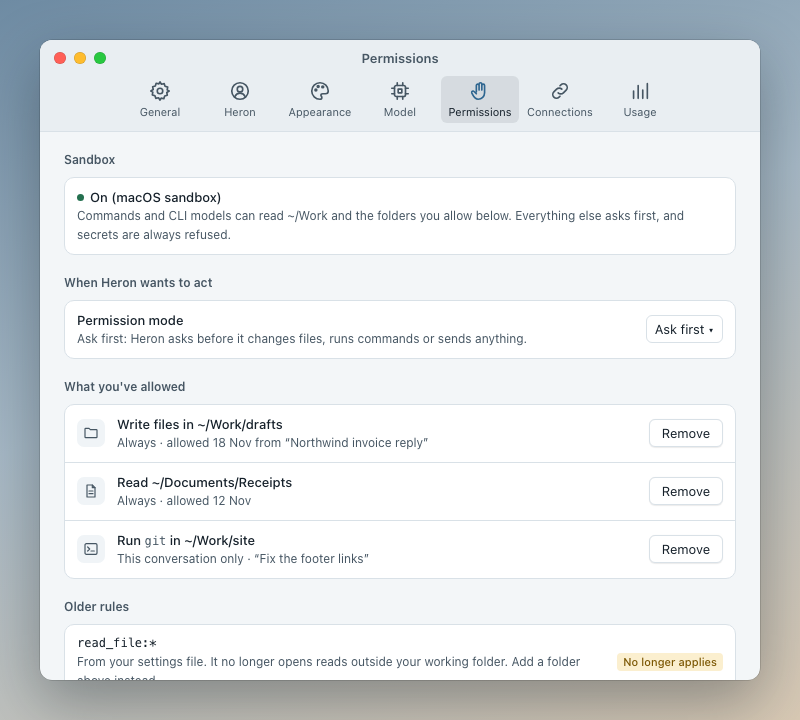 Permissions
General
Heron
Appearance
Model
Permissions
Connections
Usage
Sandbox
On (macOS sandbox)
Commands and CLI models can read ~/Work and the folders you allow below. Everything else asks first, and
secrets are always refused.
When Heron wants to act
Permission mode
Ask first: Heron asks before it changes files, runs commands or sends anything.
Ask first
What you've allowed
Write files in ~/Work/drafts
Always · allowed 18 Nov from “Northwind invoice reply”
Remove
Read ~/Documents/Receipts
Always · allowed 12 Nov
Remove
Run git in ~/Work/site
This conversation only · “Fix the footer links”
Remove
Older rules
read_file:*
From your settings file. It no longer opens reads outside your working folder. Add a folder
above instead.
No longer applies